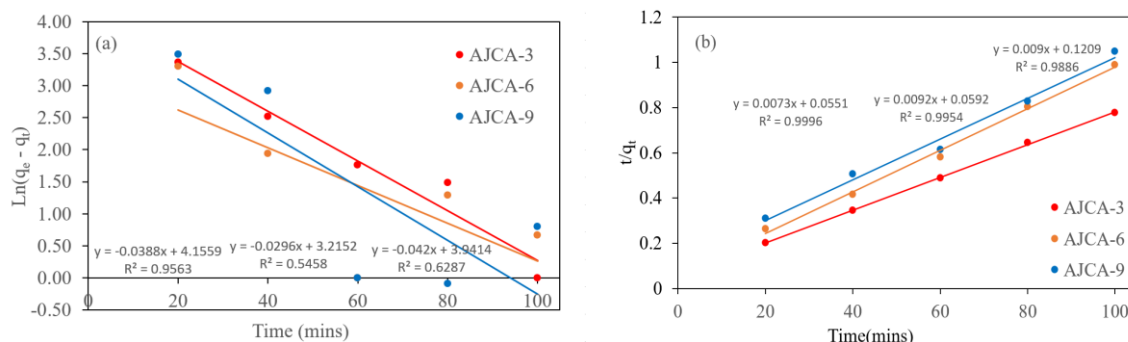 (a)
AJCA-3
AJCA-6
AJCA-9
Ln(qe - qt)
4.00
3.50
3.00
2.50
2.00
1.50
1.00
0.50
0.00
-0.50
y = -0.0388x + 4.1559
R² = 0.9563
y = -0.0296x + 3.2152
R² = 0.5458
y = -0.042x + 3.9414
R² = 0.6287
0 20 40 60 80 100
Time (mins)
(b)
t/qt
1.2
1
0.8
0.6
0.4
0.2
0
y = 0.009x + 0.1209
R² = 0.9886
y = 0.0073x + 0.0551
R² = 0.9996
y = 0.0092x + 0.0592
R² = 0.9954
AJCA-3
AJCA-6
AJCA-9
0 20 40 60 80 100
Time(mins)